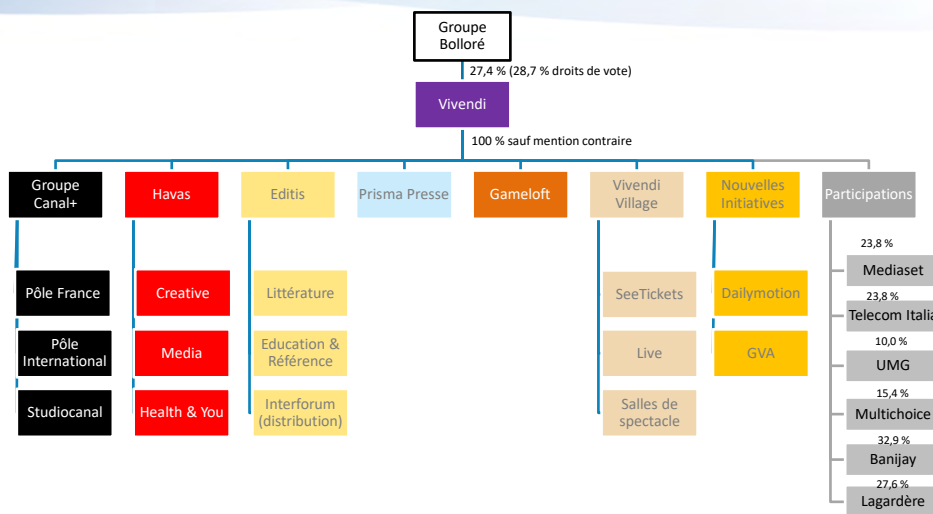 Groupe
Bolloré
27,4 % (28,7 % droits de vote)
Vivendi
100 % sauf mention contraire
Groupe
Canal+
Havas
Editis
Prisma Presse
Gameloft
Vivendi
Village
Nouvelles
Initiatives
Participations
Pôle France
Pôle
International
Studiocanal
Creative
Media
Health & You
Littérature
Education &
Référence
Interforum
(distribution)
SeeTickets
Live
Salles de
spectacle
Dailymotion
GVA
23,8 %
Mediaset
23,8 %
Telecom Italia
10,0 %
UMG
15,4 %
Multichoice
32,9 %
Banijay
27,6 %
Lagardère